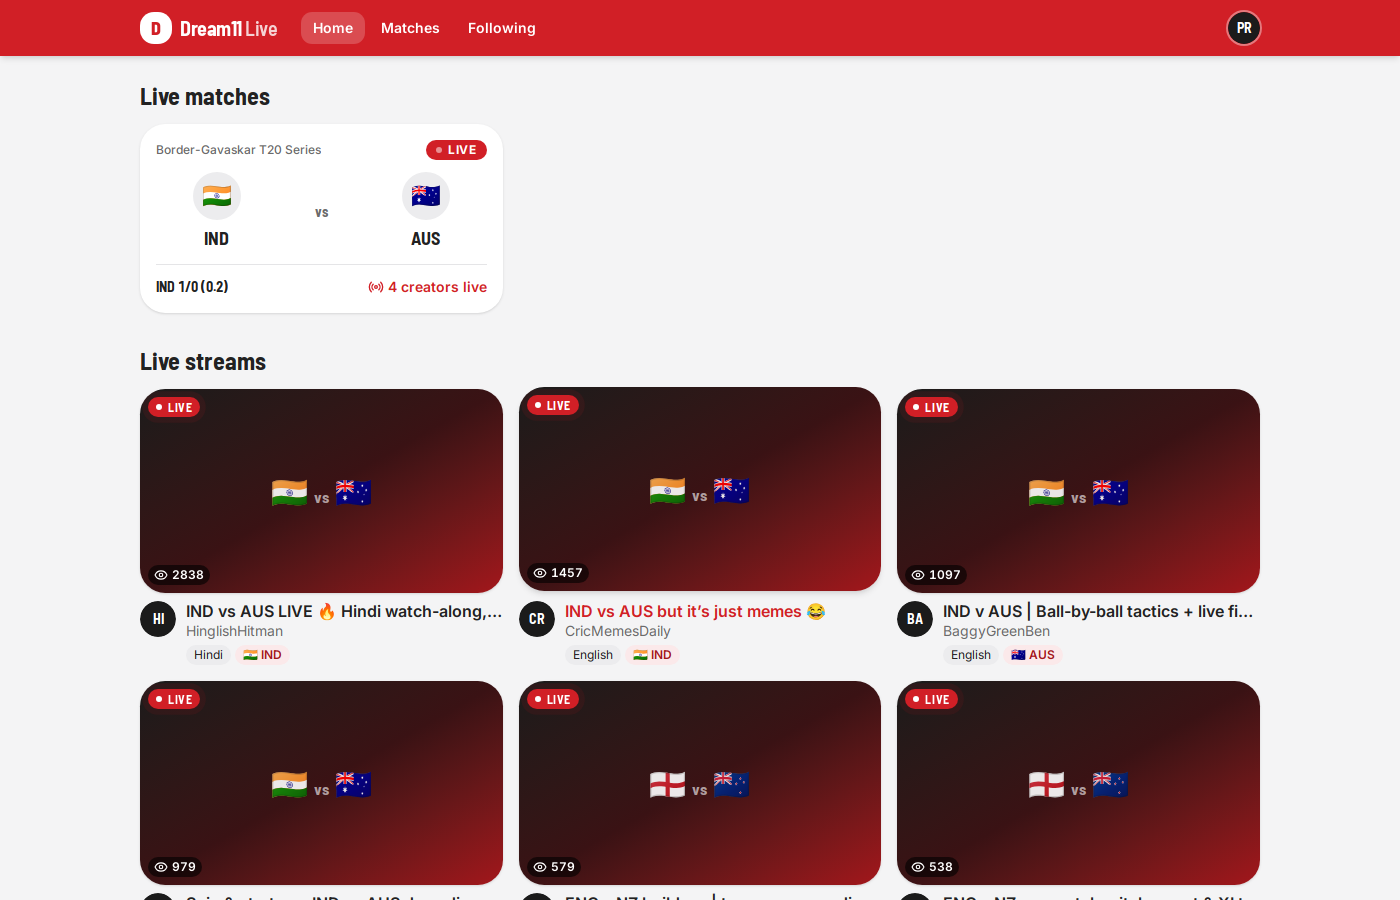 D Dream11 Live Home Matches Following PR
Live matches
Border-Gavaskar T20 Series LIVE
vs
IND AUS
IND 1/0 (0.2) 4 creators live
Live streams
LIVE LIVE LIVE
vs vs vs
2838 1457 1097
HI IND vs AUS LIVE 🔥 Hindi watch-along,...
HinglishHitman
Hindi IND
CR IND vs AUS but it's just memes 😂
CricMemesDaily
English IND
BA IND v AUS | Ball-by-ball tactics + live fi...
BaggyGreenBen
English AUS
LIVE LIVE LIVE
vs vs vs
979 579 538